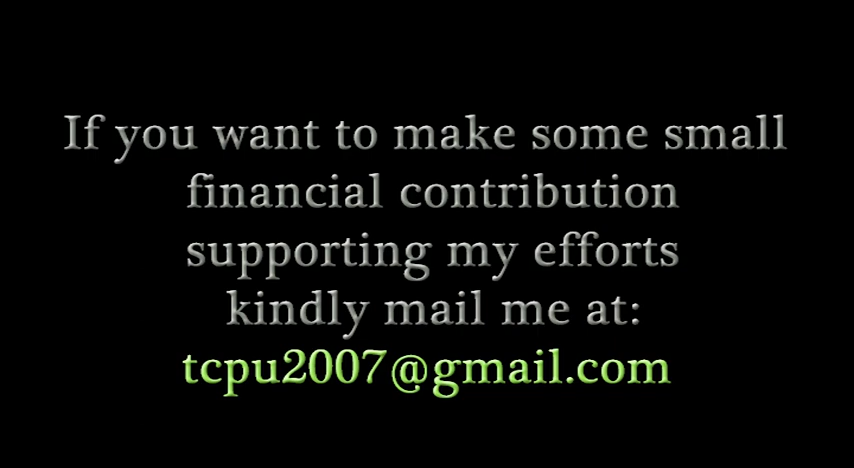 If you want to make some small
financial contribution
supporting my efforts
kindly mail me at:
tcpu2007@gmail.com